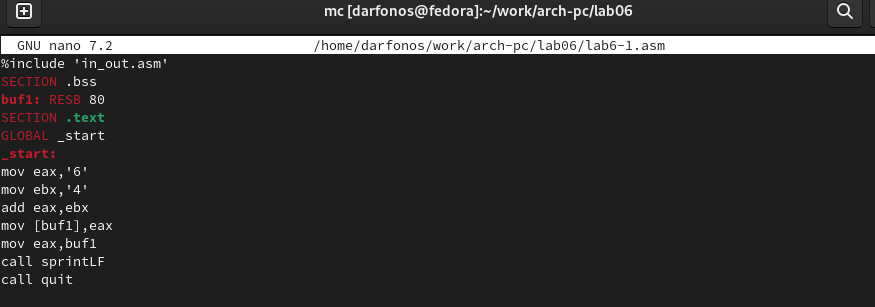 mc [darfonos@fedora]:~/work/arch-pc/lab06
GNU nano 7.2 /home/darfonos/work/arch-pc/lab06/lab6-1.asm
%include 'in_out.asm'
SECTION .bss
buf1: RESB 80
SECTION .text
GLOBAL _start
_start:
mov eax,'6'
mov ebx,'4'
add eax,ebx
mov [buf1],eax
mov eax,buf1
call sprintLF
call quit